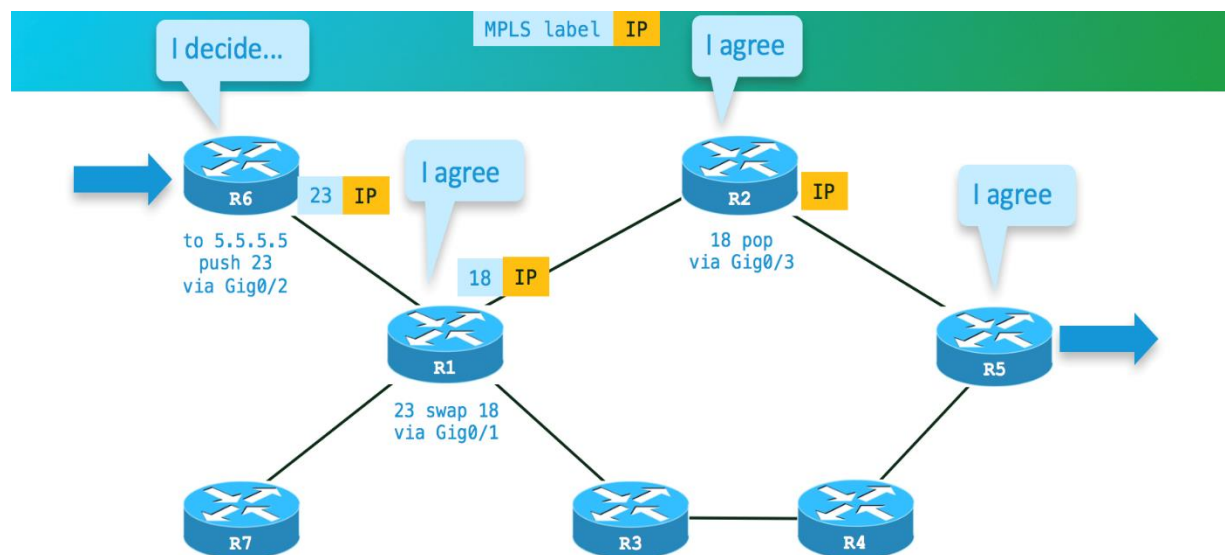 MPLS label IP
I decide...
I agree
R6
23 IP
to 5.5.5.5
push 23
via Gig0/2
I agree
R2
IP
18 pop
via Gig0/3
I agree
18 IP
R1
23 swap 18
via Gig0/1
R5
R7
R3
R4